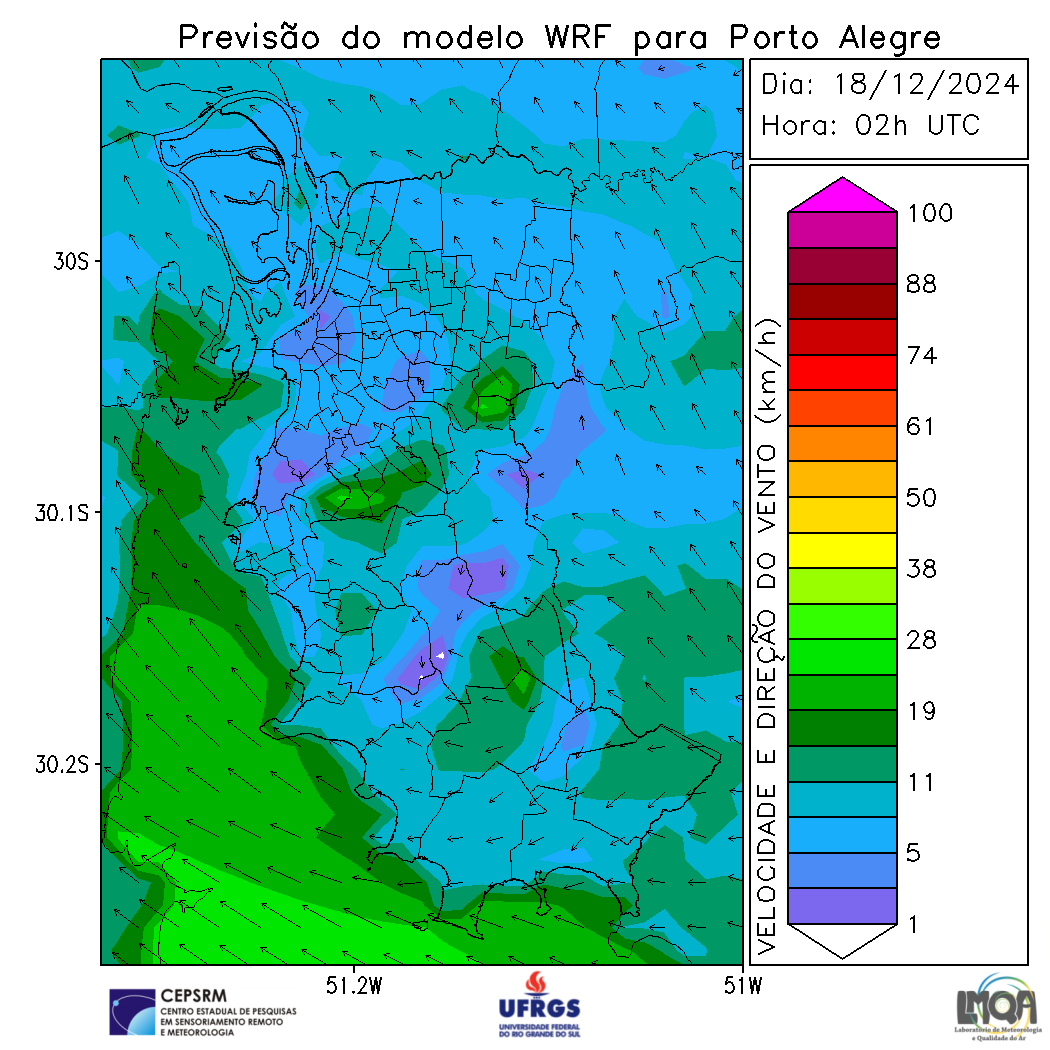 Previsão do modelo WRF para Porto Alegre
Dia: 18/12/2024
Hora: 02h UTC
30S
30.1S
30.2S
51.2W
51W
VELOCIDADE E DIREÇÃO DO VENTO (km/h)
100
88
74
61
50
38
28
19
11
5
1
CEPSRM
CENTRO ESTADUAL DE PESQUISAS
EM SENSORIAMENTO REMOTO
E METEOROLOGIA
UFRGS
UNIVERSIDADE FEDERAL
DO RIO GRANDE DO SUL
LMQA
Laboratório de Meteorologia
e Qualidade do Ar